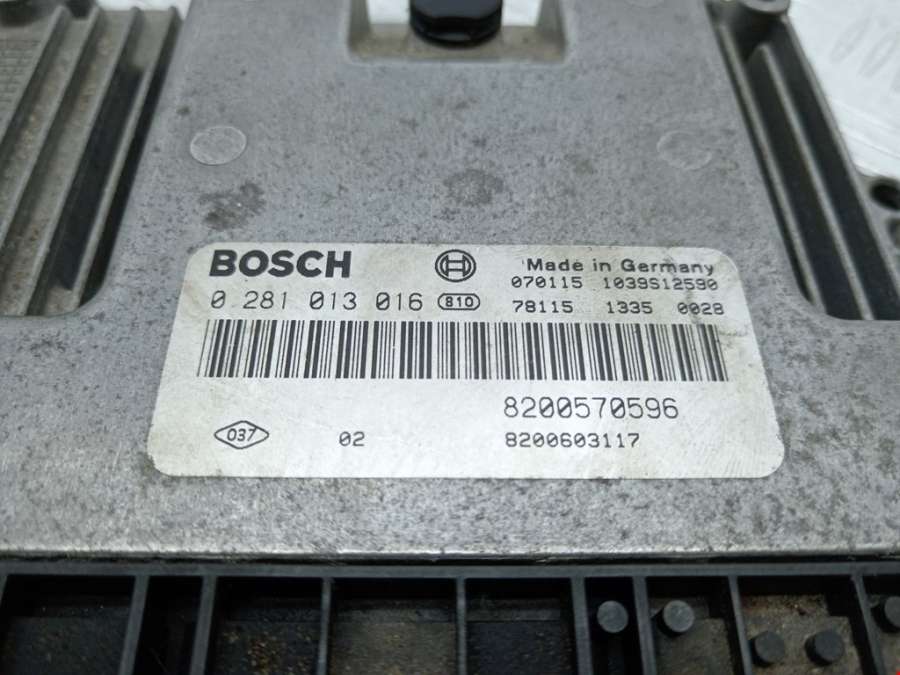 BOSCH
Made in Germany
070115 1039S12590
0 281 013 016 810
78115 1335 0028
8200570596
037 02 8200603117